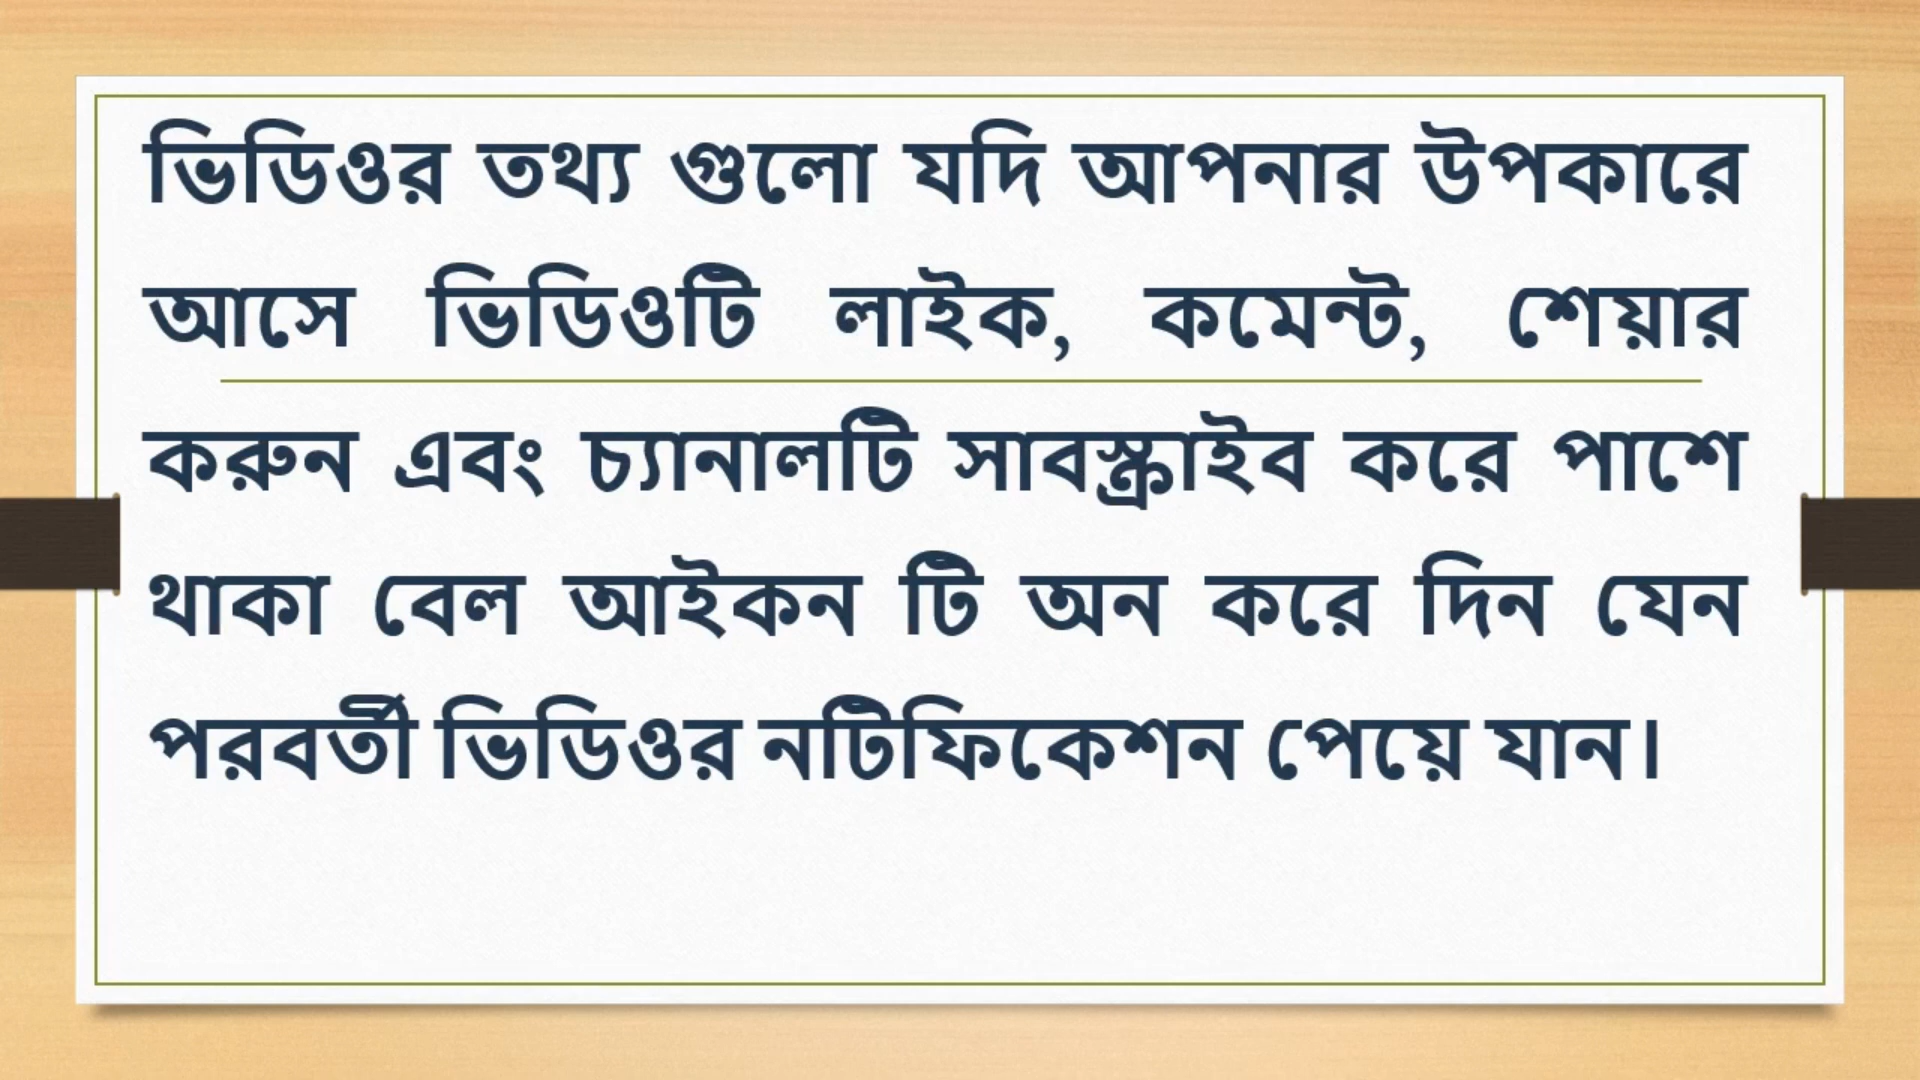 ভিডিওর তথ্য গুলো যদি আপনার উপকারে
আসে ভিডিওটি লাইক, কমেন্ট, শেয়ার
করুন এবং চ্যানালটি সাবস্ক্রাইব করে পাশে
থাকা বেল আইকন টি অন করে দিন যেন
পরবর্তী ভিডিওর নটিফিকেশন পেয়ে যান।